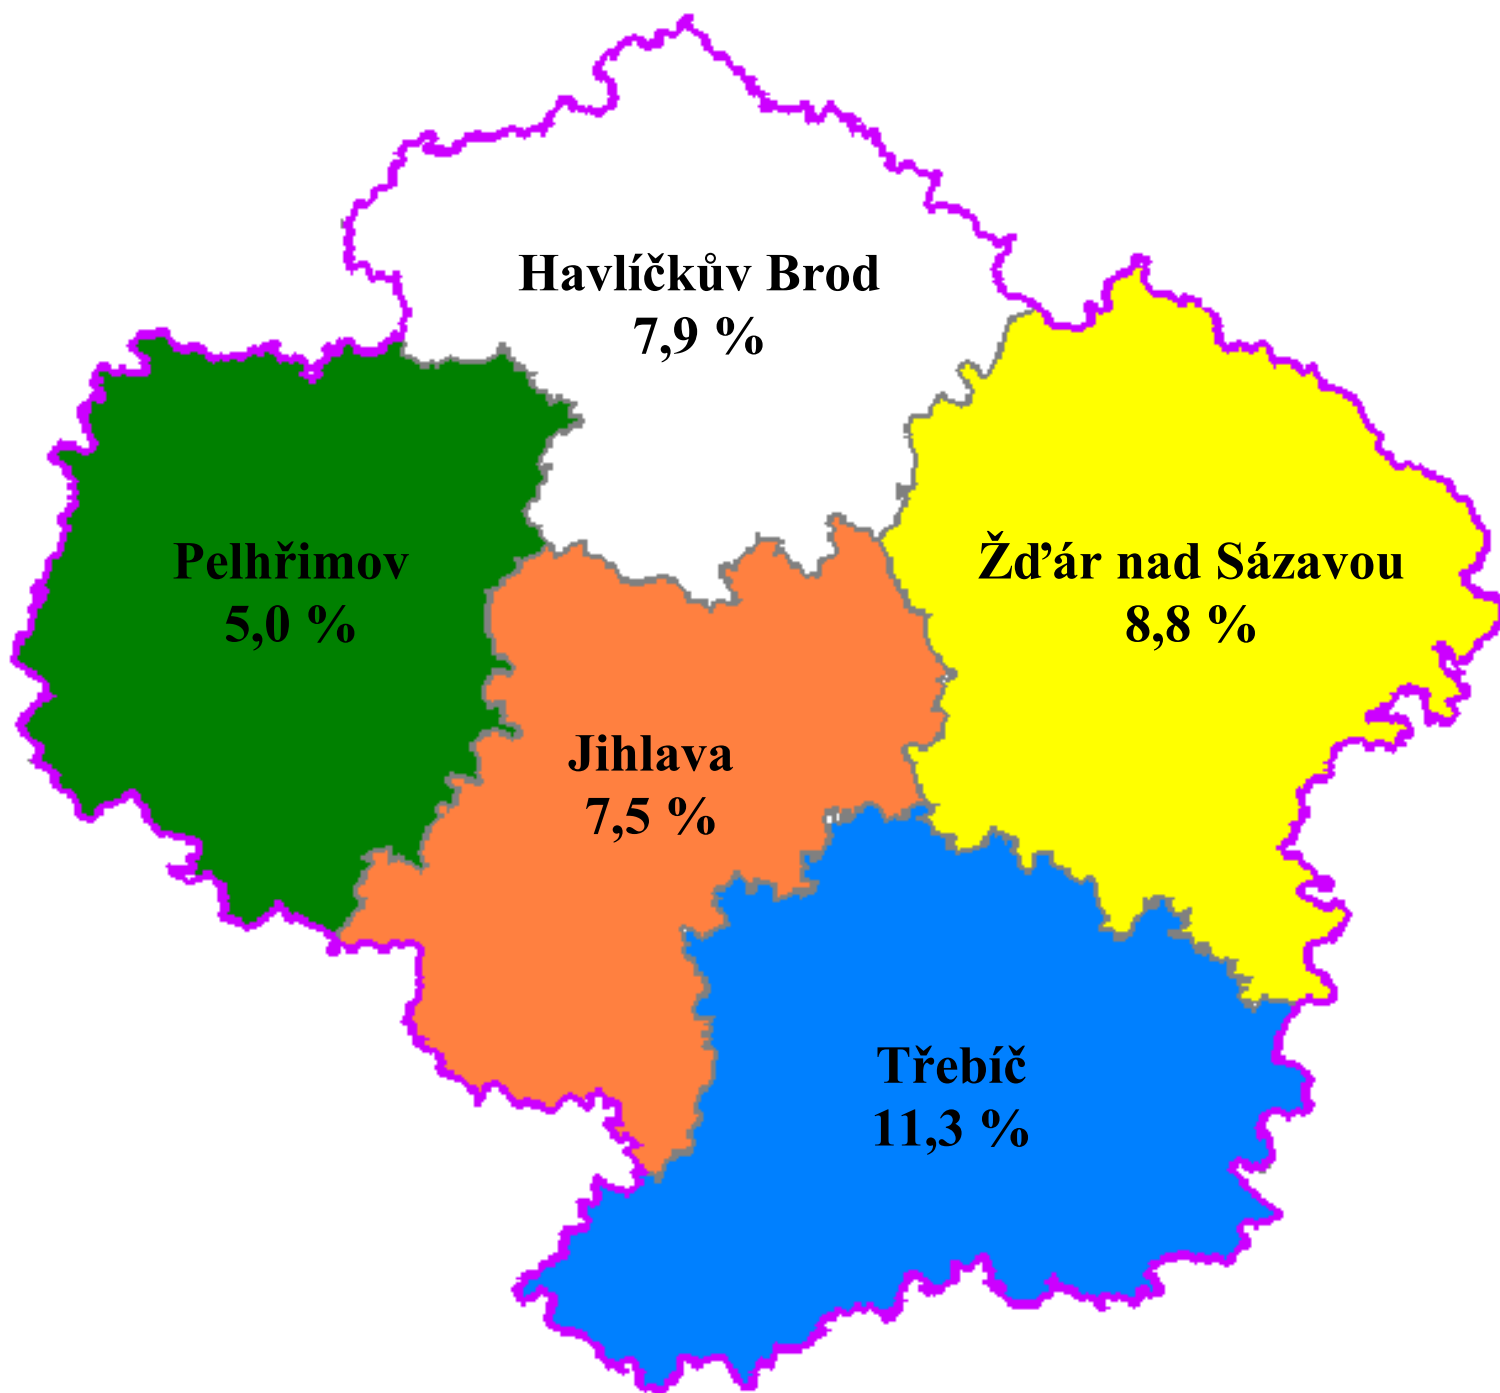 Havlíčkův Brod
7,9 %
Pelhřimov
5,0 %
Žďár nad Sázavou
8,8 %
Jihlava
7,5 %
Třebíč
11,3 %